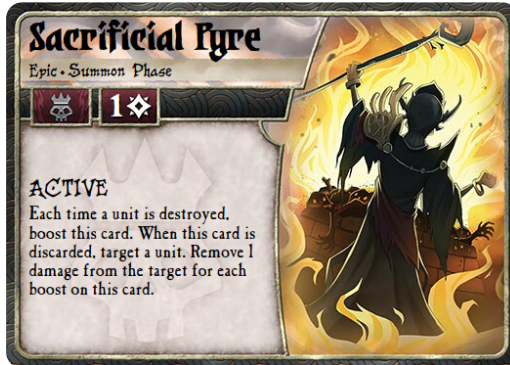 Sacrificial Pyre
Epic • Summon Phase
1
ACTIVE
Each time a unit is destroyed,
boost this card. When this card is
discarded, target a unit. Remove 1
damage from the target for each
boost on this card.